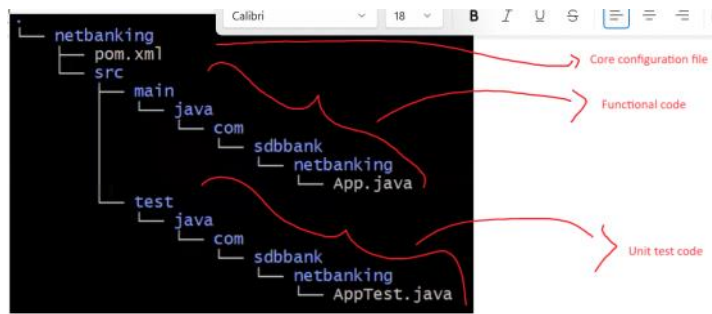 Calibri 18 B I U S
.
└── netbanking
├── pom.xml
└── src
├── main
│   └── java
│       └── com
│           └── sdbbank
│               └── netbanking
│                   └── App.java
└── test
└── java
└── com
└── sdbbank
└── netbanking
└── AppTest.java
Core configuration file
Functional code
Unit test code